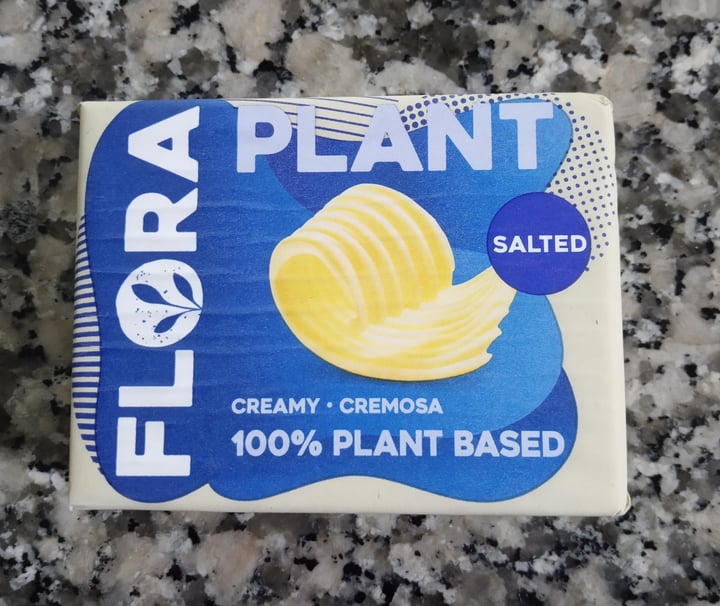 FLORA
PLANT
SALTED
CREAMY • CREMOSA
100% PLANT BASED